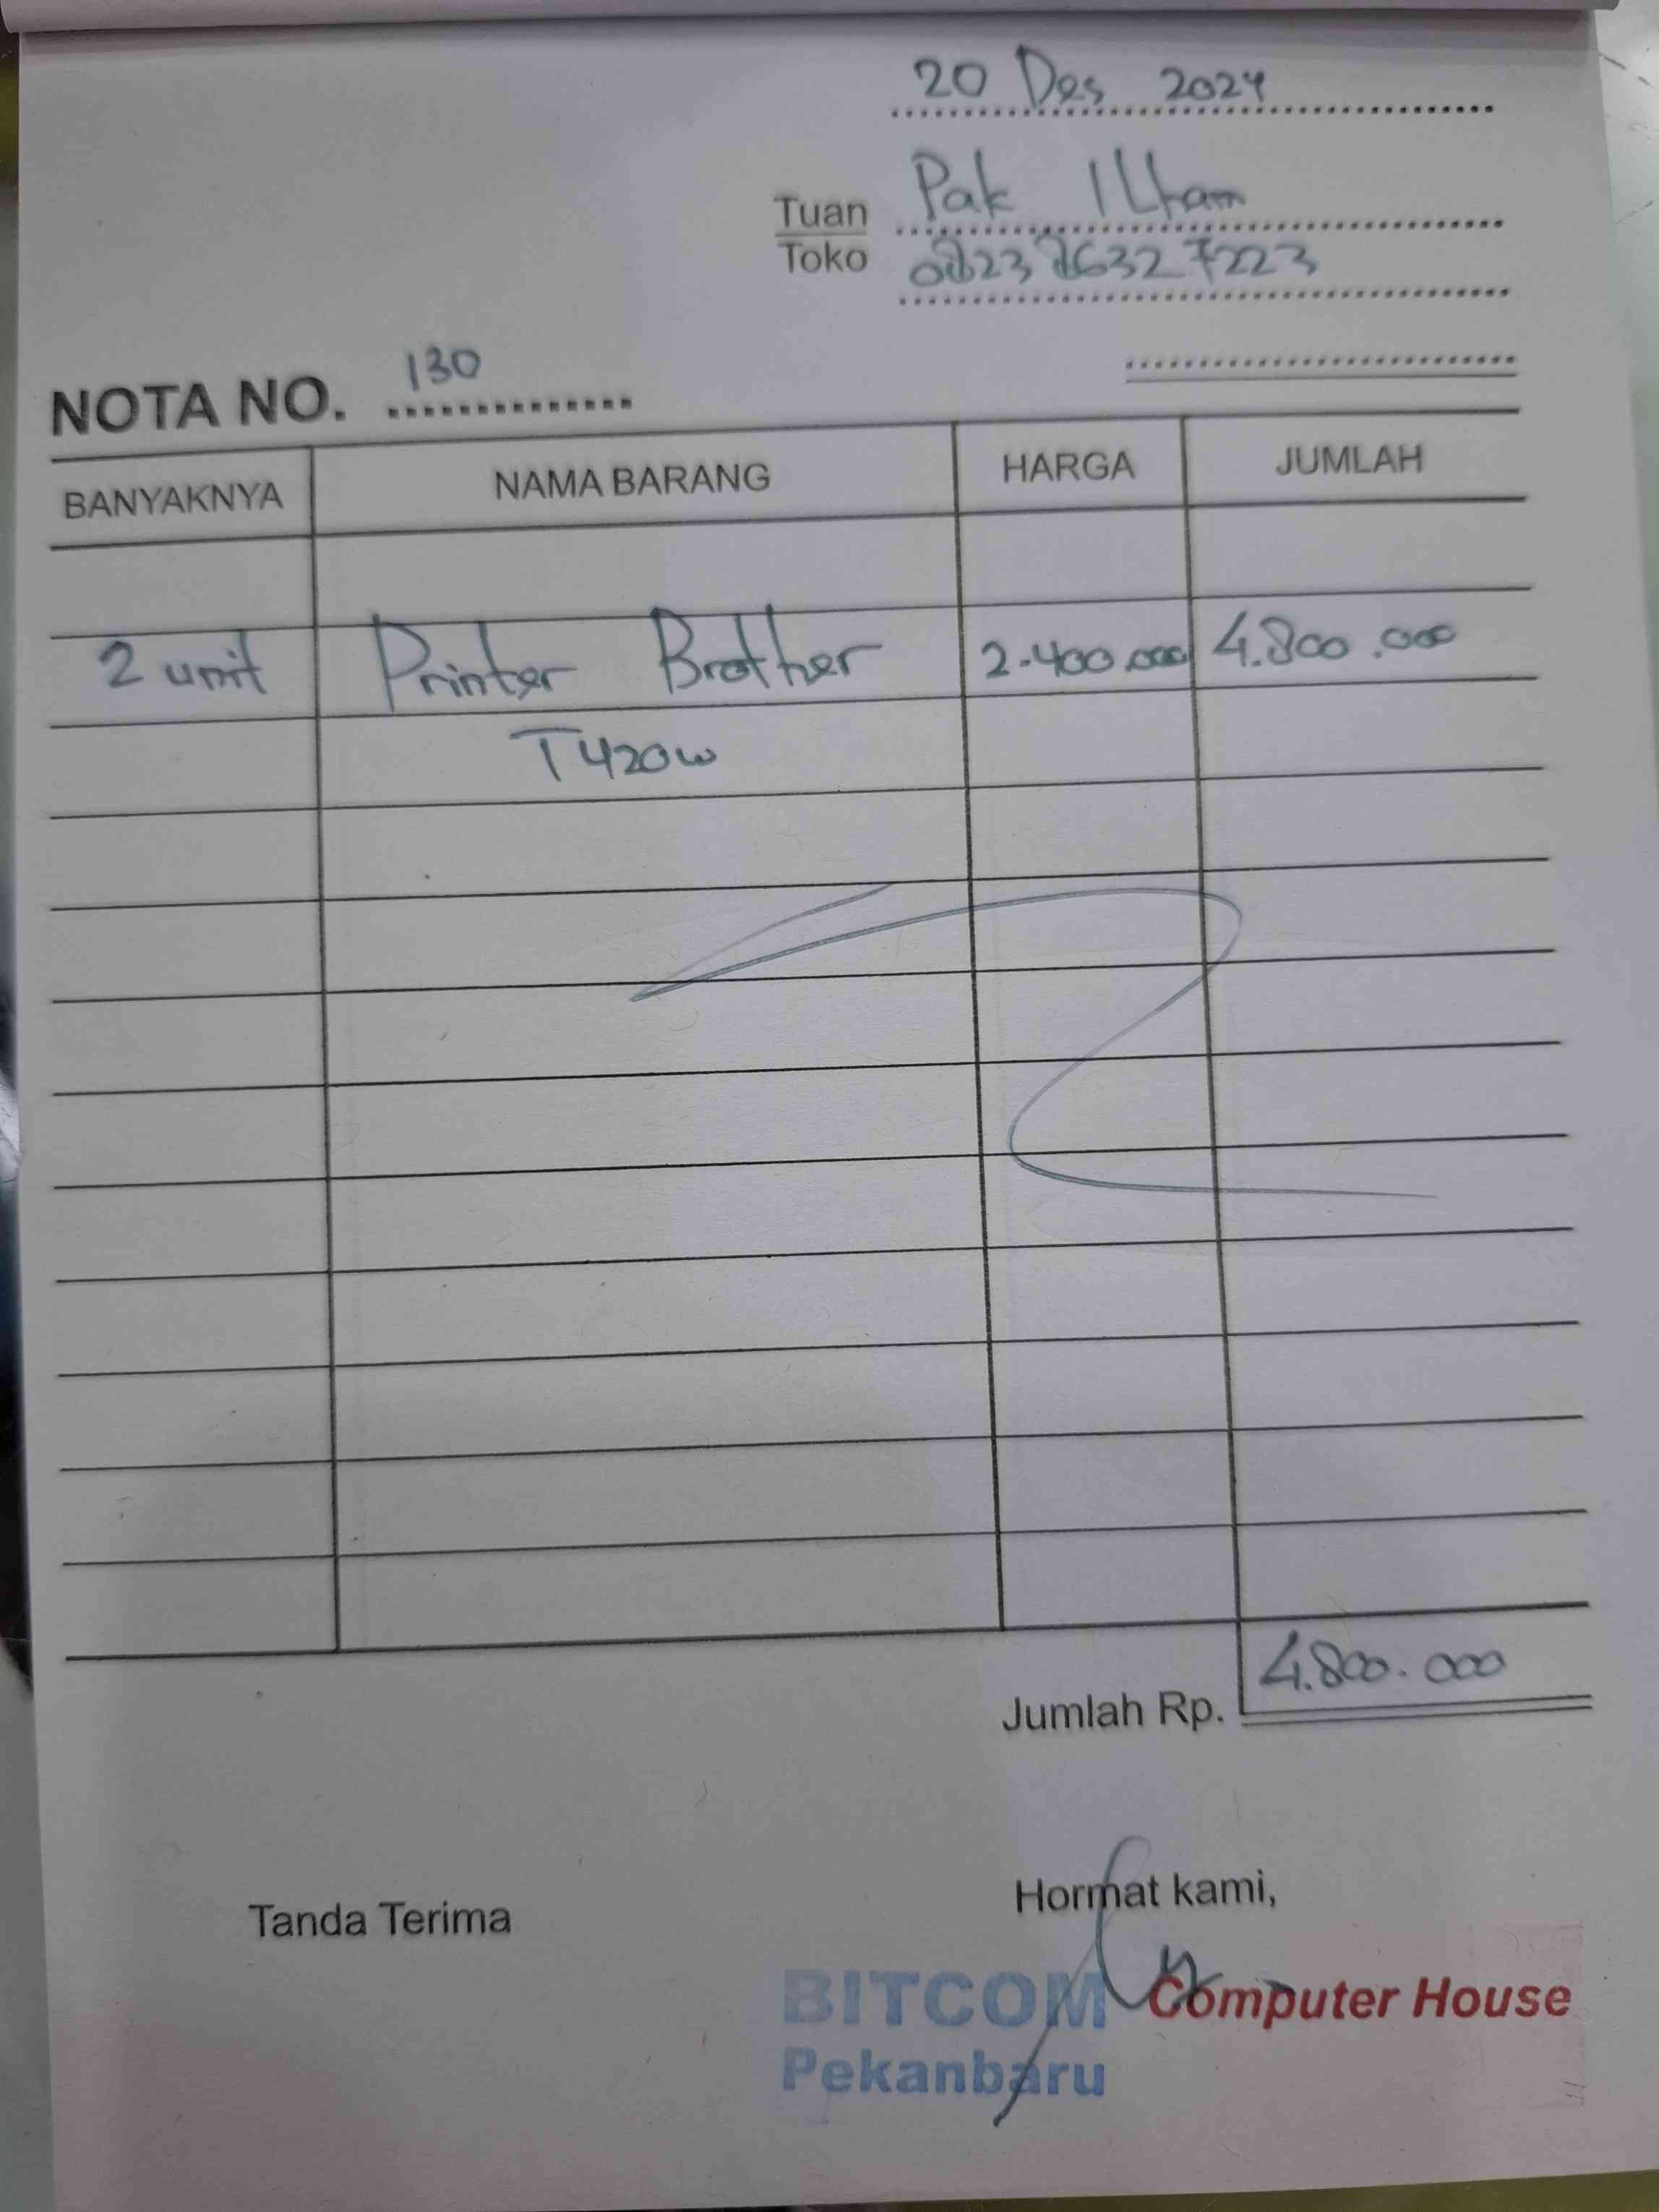 20 Des 2024
Tuan Pak Ilham
Toko 0823 8632 7223
NOTA NO. 130
BANYAKNYA NAMA BARANG HARGA JUMLAH
2 unit Printer Brother 2.400.000 4.800.000
T420w
Jumlah Rp. 4.800.000
Tanda Terima Hormat kami,
BITCOM Computer House
Pekanbaru